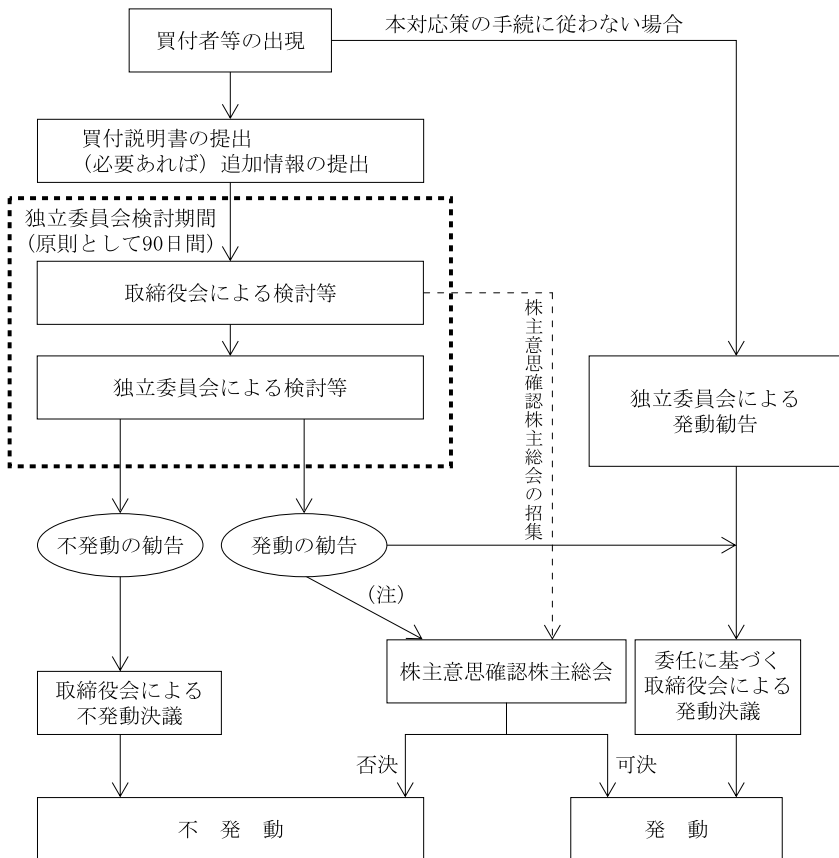 買付者等の出現
本対応策の手続に従わない場合
買付説明書の提出
(必要あれば) 追加情報の提出
独立委員会検討期間
(原則として90日間)
取締役会による検討等
株主意思確認株主総会の招集
独立委員会による検討等
独立委員会による
発動勧告
不発動の勧告
発動の勧告
(注)
株主意思確認株主総会
委任に基づく
取締役会による
発動決議
取締役会による
不発動決議
否決
可決
不 発 動
発 動